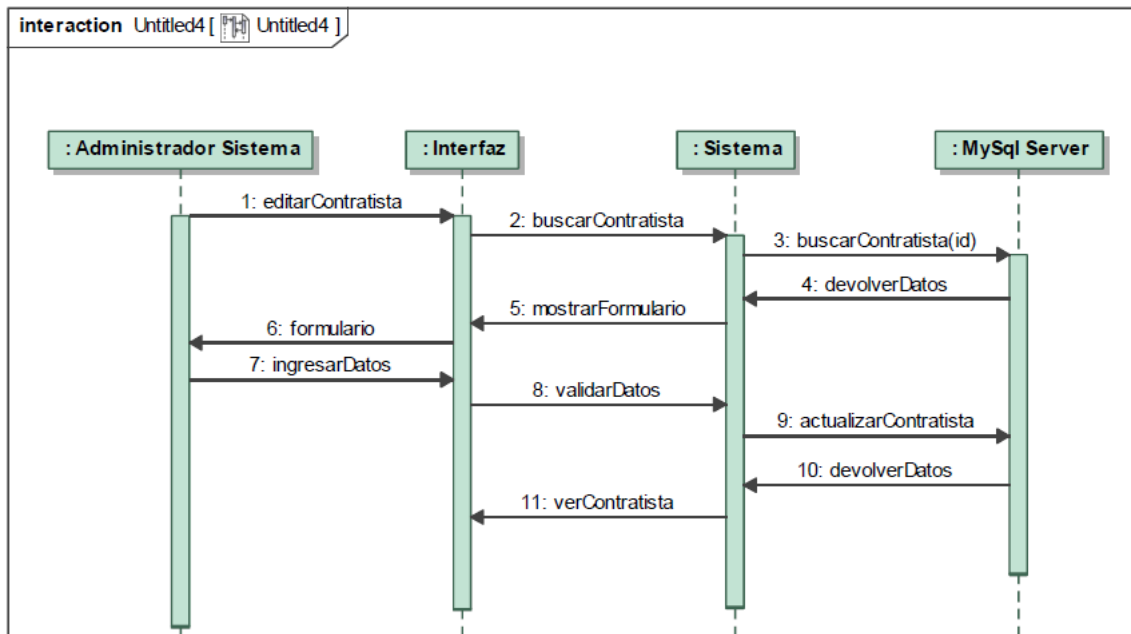 interaction Untitled4 [ Untitled4 ]
: Administrador Sistema
: Interfaz
: Sistema
: MySql Server
1: editarContratista
2: buscarContratista
3: buscarContratista(id)
4: devolverDatos
5: mostrarFormulario
6: formulario
7: ingresarDatos
8: validarDatos
9: actualizarContratista
10: devolverDatos
11: verContratista